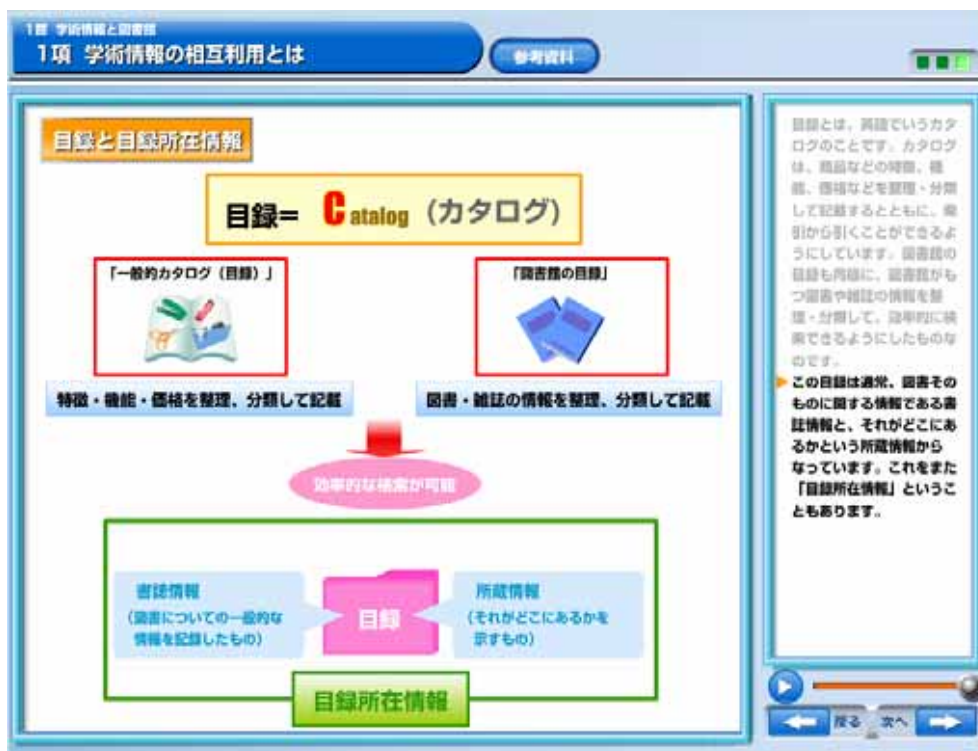 1章 学術情報と図書館
1項 学術情報の相互利用とは
参考資料
目録と目録所在情報
目録= Catalog (カタログ)
「一般的カタログ（目録）」
「図書館の目録」
特徴・機能・価格を整理、分類して記載
図書・雑誌の情報を整理、分類して記載
効率的な検索が可能
書誌情報
（図書についての一般的な
情報を記録したもの）
目録
所蔵情報
（それがどこにあるかを
示すもの）
目録所在情報
目録とは、英語でいうカタ
ログのことです。カタログ
は、商品などの特徴、機
能、価格などを整理・分類
して記載するとともに、索
引から引くことができるよ
うにしています。図書館の
目録も同様に、図書館がも
つ図書や雑誌の情報を整
理・分類して、効率的に検
索できるようにしたものな
のです。
この目録は通常、図書その
ものに関する情報である書
誌情報と、それがどこにあ
るかという所蔵情報から
なっています。これをまた
「目録所在情報」というこ
ともあります。
戻る 次へ